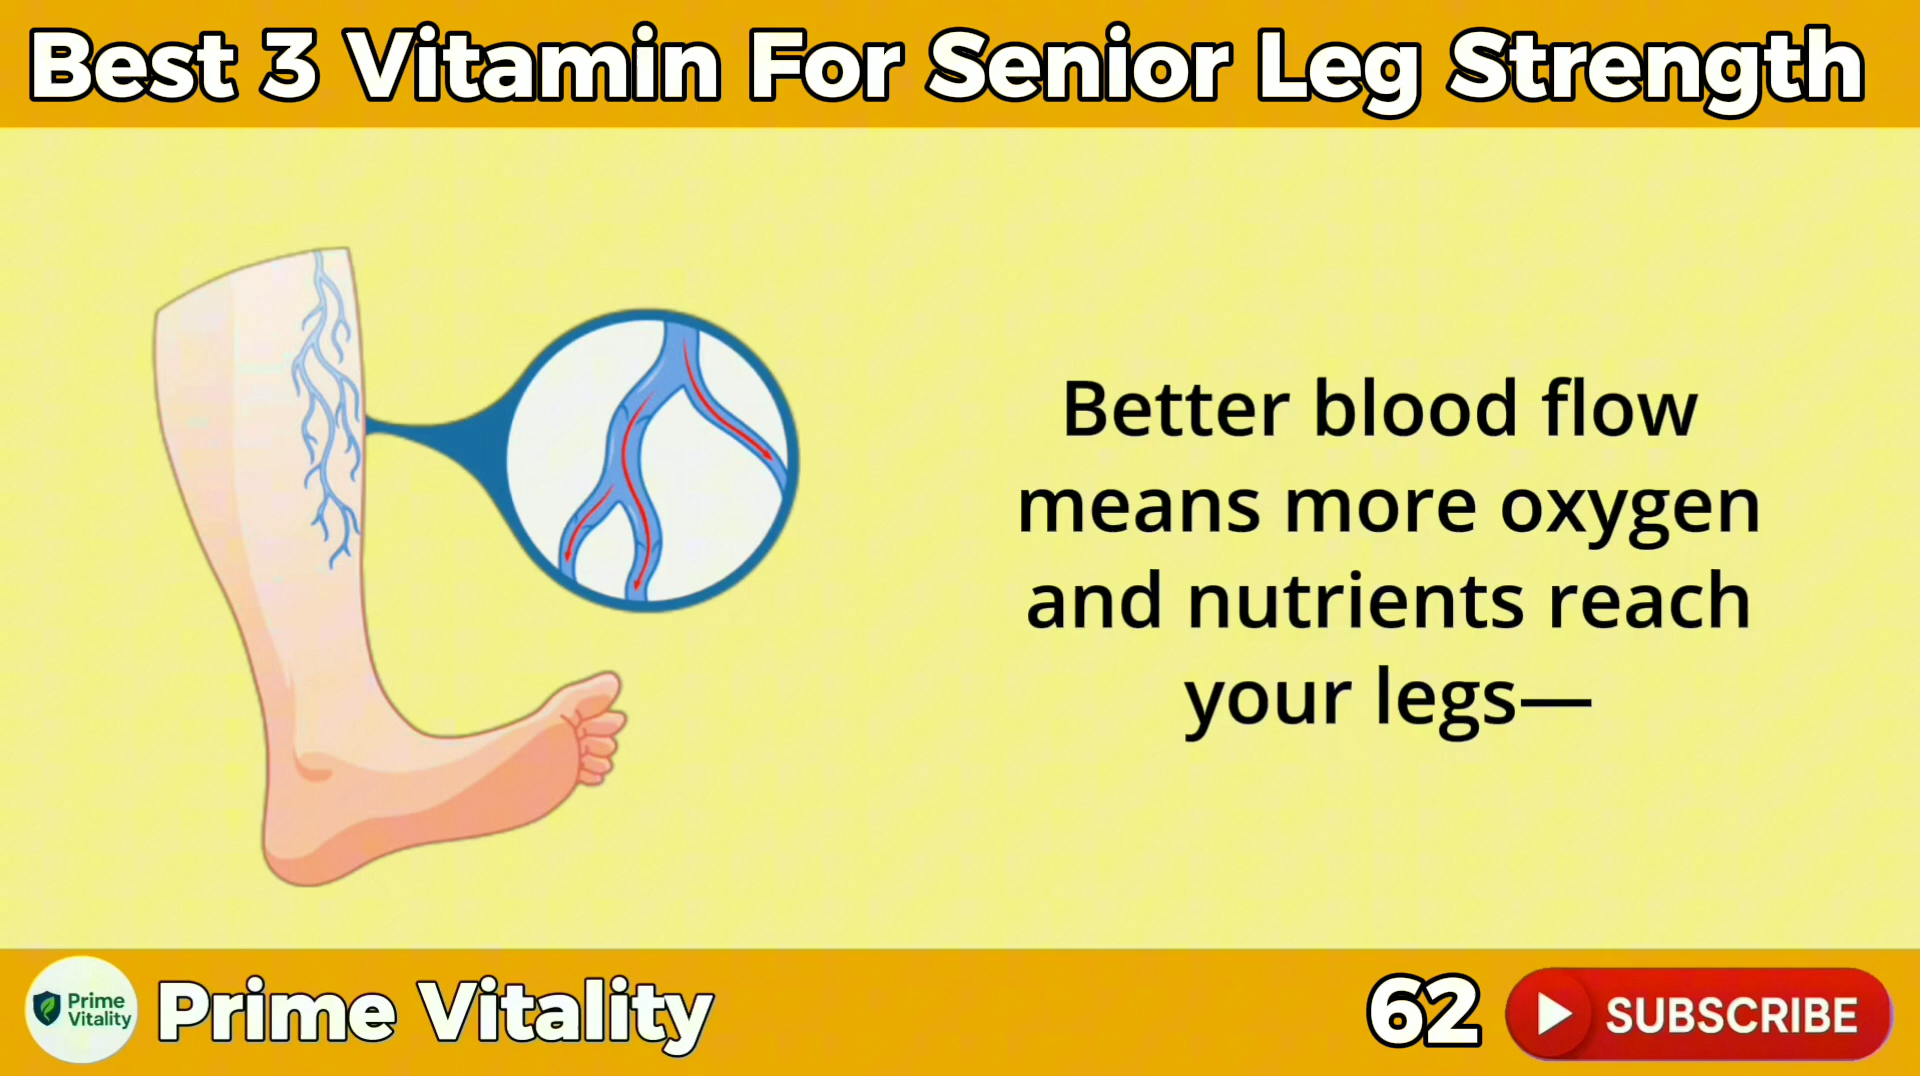 Best 3 Vitamin For Senior Leg Strength
Better blood flow
means more oxygen
and nutrients reach
your legs—
Prime
Vitality
Prime Vitality
62
SUBSCRIBE